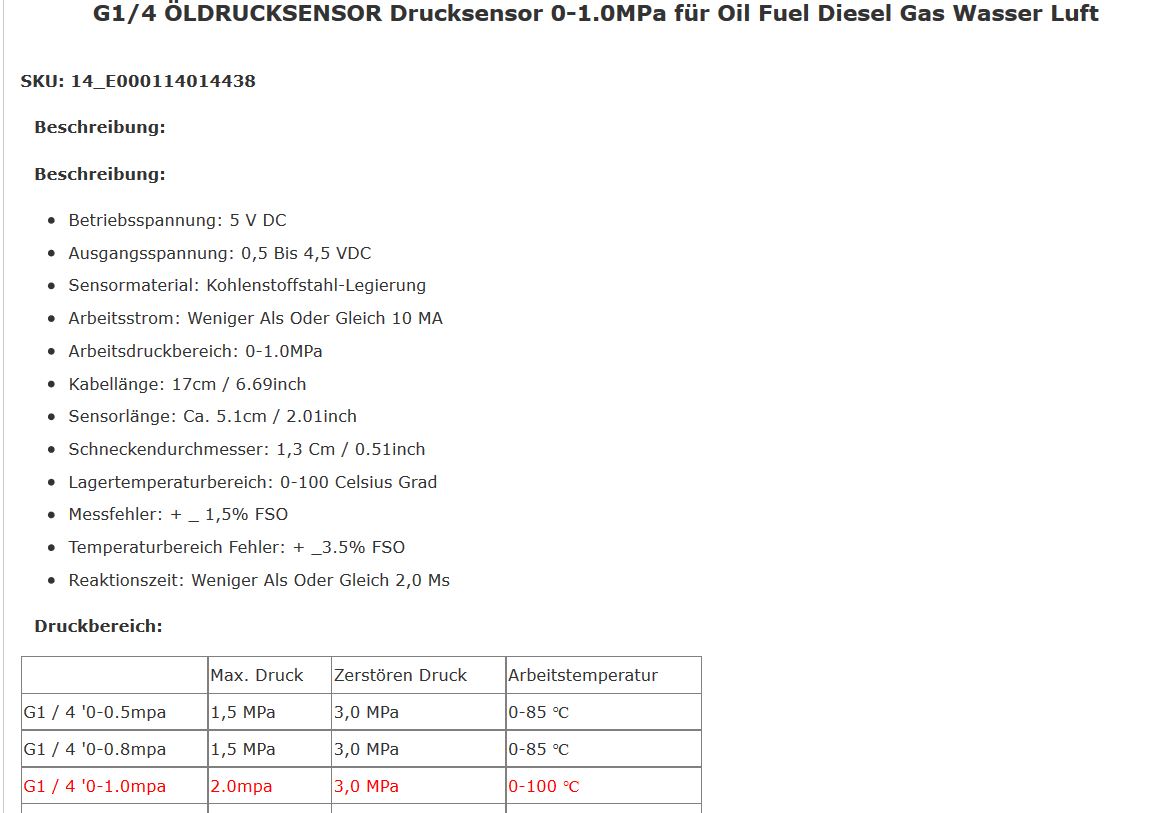 G1/4 ÖLDRUCKSENSOR Drucksensor 0-1.0MPa für Oil Fuel Diesel Gas Wasser Luft
SKU: 14_E000114014438
Beschreibung:
Beschreibung:
Betriebsspannung: 5 V DC
Ausgangsspannung: 0,5 Bis 4,5 VDC
Sensormaterial: Kohlenstoffstahl-Legierung
Arbeitsstrom: Weniger Als Oder Gleich 10 MA
Arbeitsdruckbereich: 0-1.0MPa
Kabellänge: 17cm / 6.69inch
Sensorlänge: Ca. 5.1cm / 2.01inch
Schneckendurchmesser: 1,3 Cm / 0.51inch
Lagertemperaturbereich: 0-100 Celsius Grad
Messfehler: + _ 1,5% FSO
Temperaturbereich Fehler: + _3.5% FSO
Reaktionszeit: Weniger Als Oder Gleich 2,0 Ms
Druckbereich:
Max. Druck Zerstören Druck Arbeitstemperatur
G1 / 4 '0-0.5mpa 1,5 MPa 3,0 MPa 0-85 ℃
G1 / 4 '0-0.8mpa 1,5 MPa 3,0 MPa 0-85 ℃
G1 / 4 '0-1.0mpa 2.0mpa 3,0 MPa 0-100 ℃